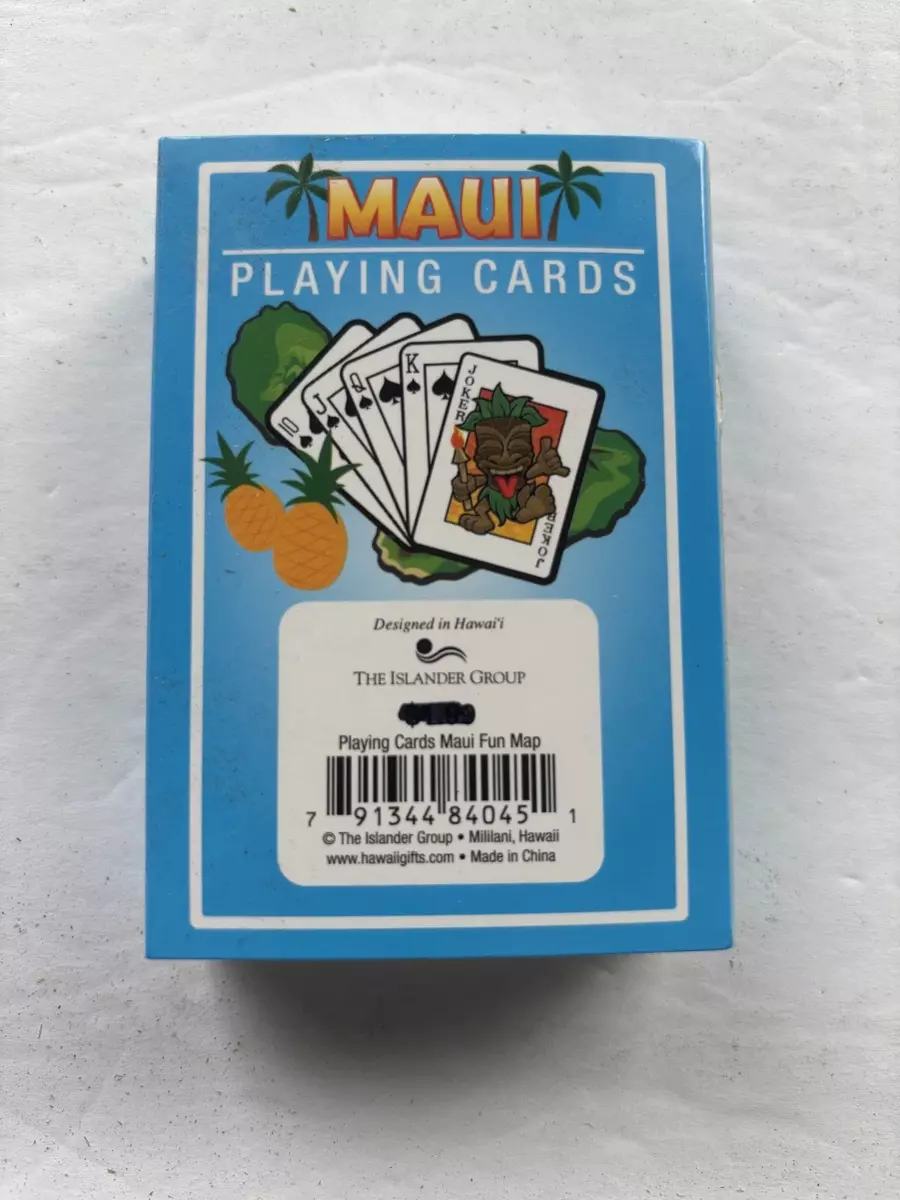 MAUI
PLAYING CARDS
10
J
Q
K
JOKER
JOKER
Designed in Hawai'i
THE ISLANDER GROUP
Playing Cards Maui Fun Map
7 91344 84045 1
© The Islander Group • Mililani, Hawaii
www.hawaiigifts.com • Made in China